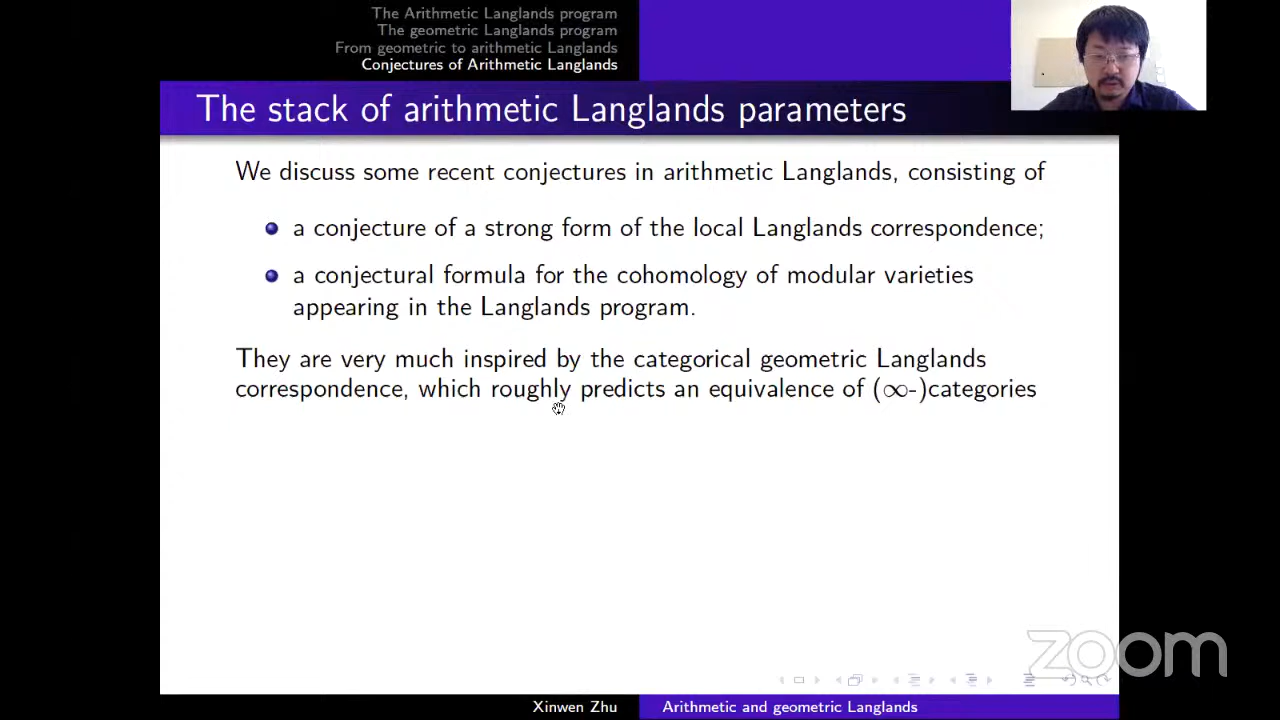 The Arithmetic Langlands program
The geometric Langlands program
From geometric to arithmetic Langlands
Conjectures of Arithmetic Langlands
The stack of arithmetic Langlands parameters
We discuss some recent conjectures in arithmetic Langlands, consisting of
a conjecture of a strong form of the local Langlands correspondence;
a conjectural formula for the cohomology of modular varieties
appearing in the Langlands program.
They are very much inspired by the categorical geometric Langlands
correspondence, which roughly predicts an equivalence of (∞-)categories
zoom
Xinwen Zhu
Arithmetic and geometric Langlands